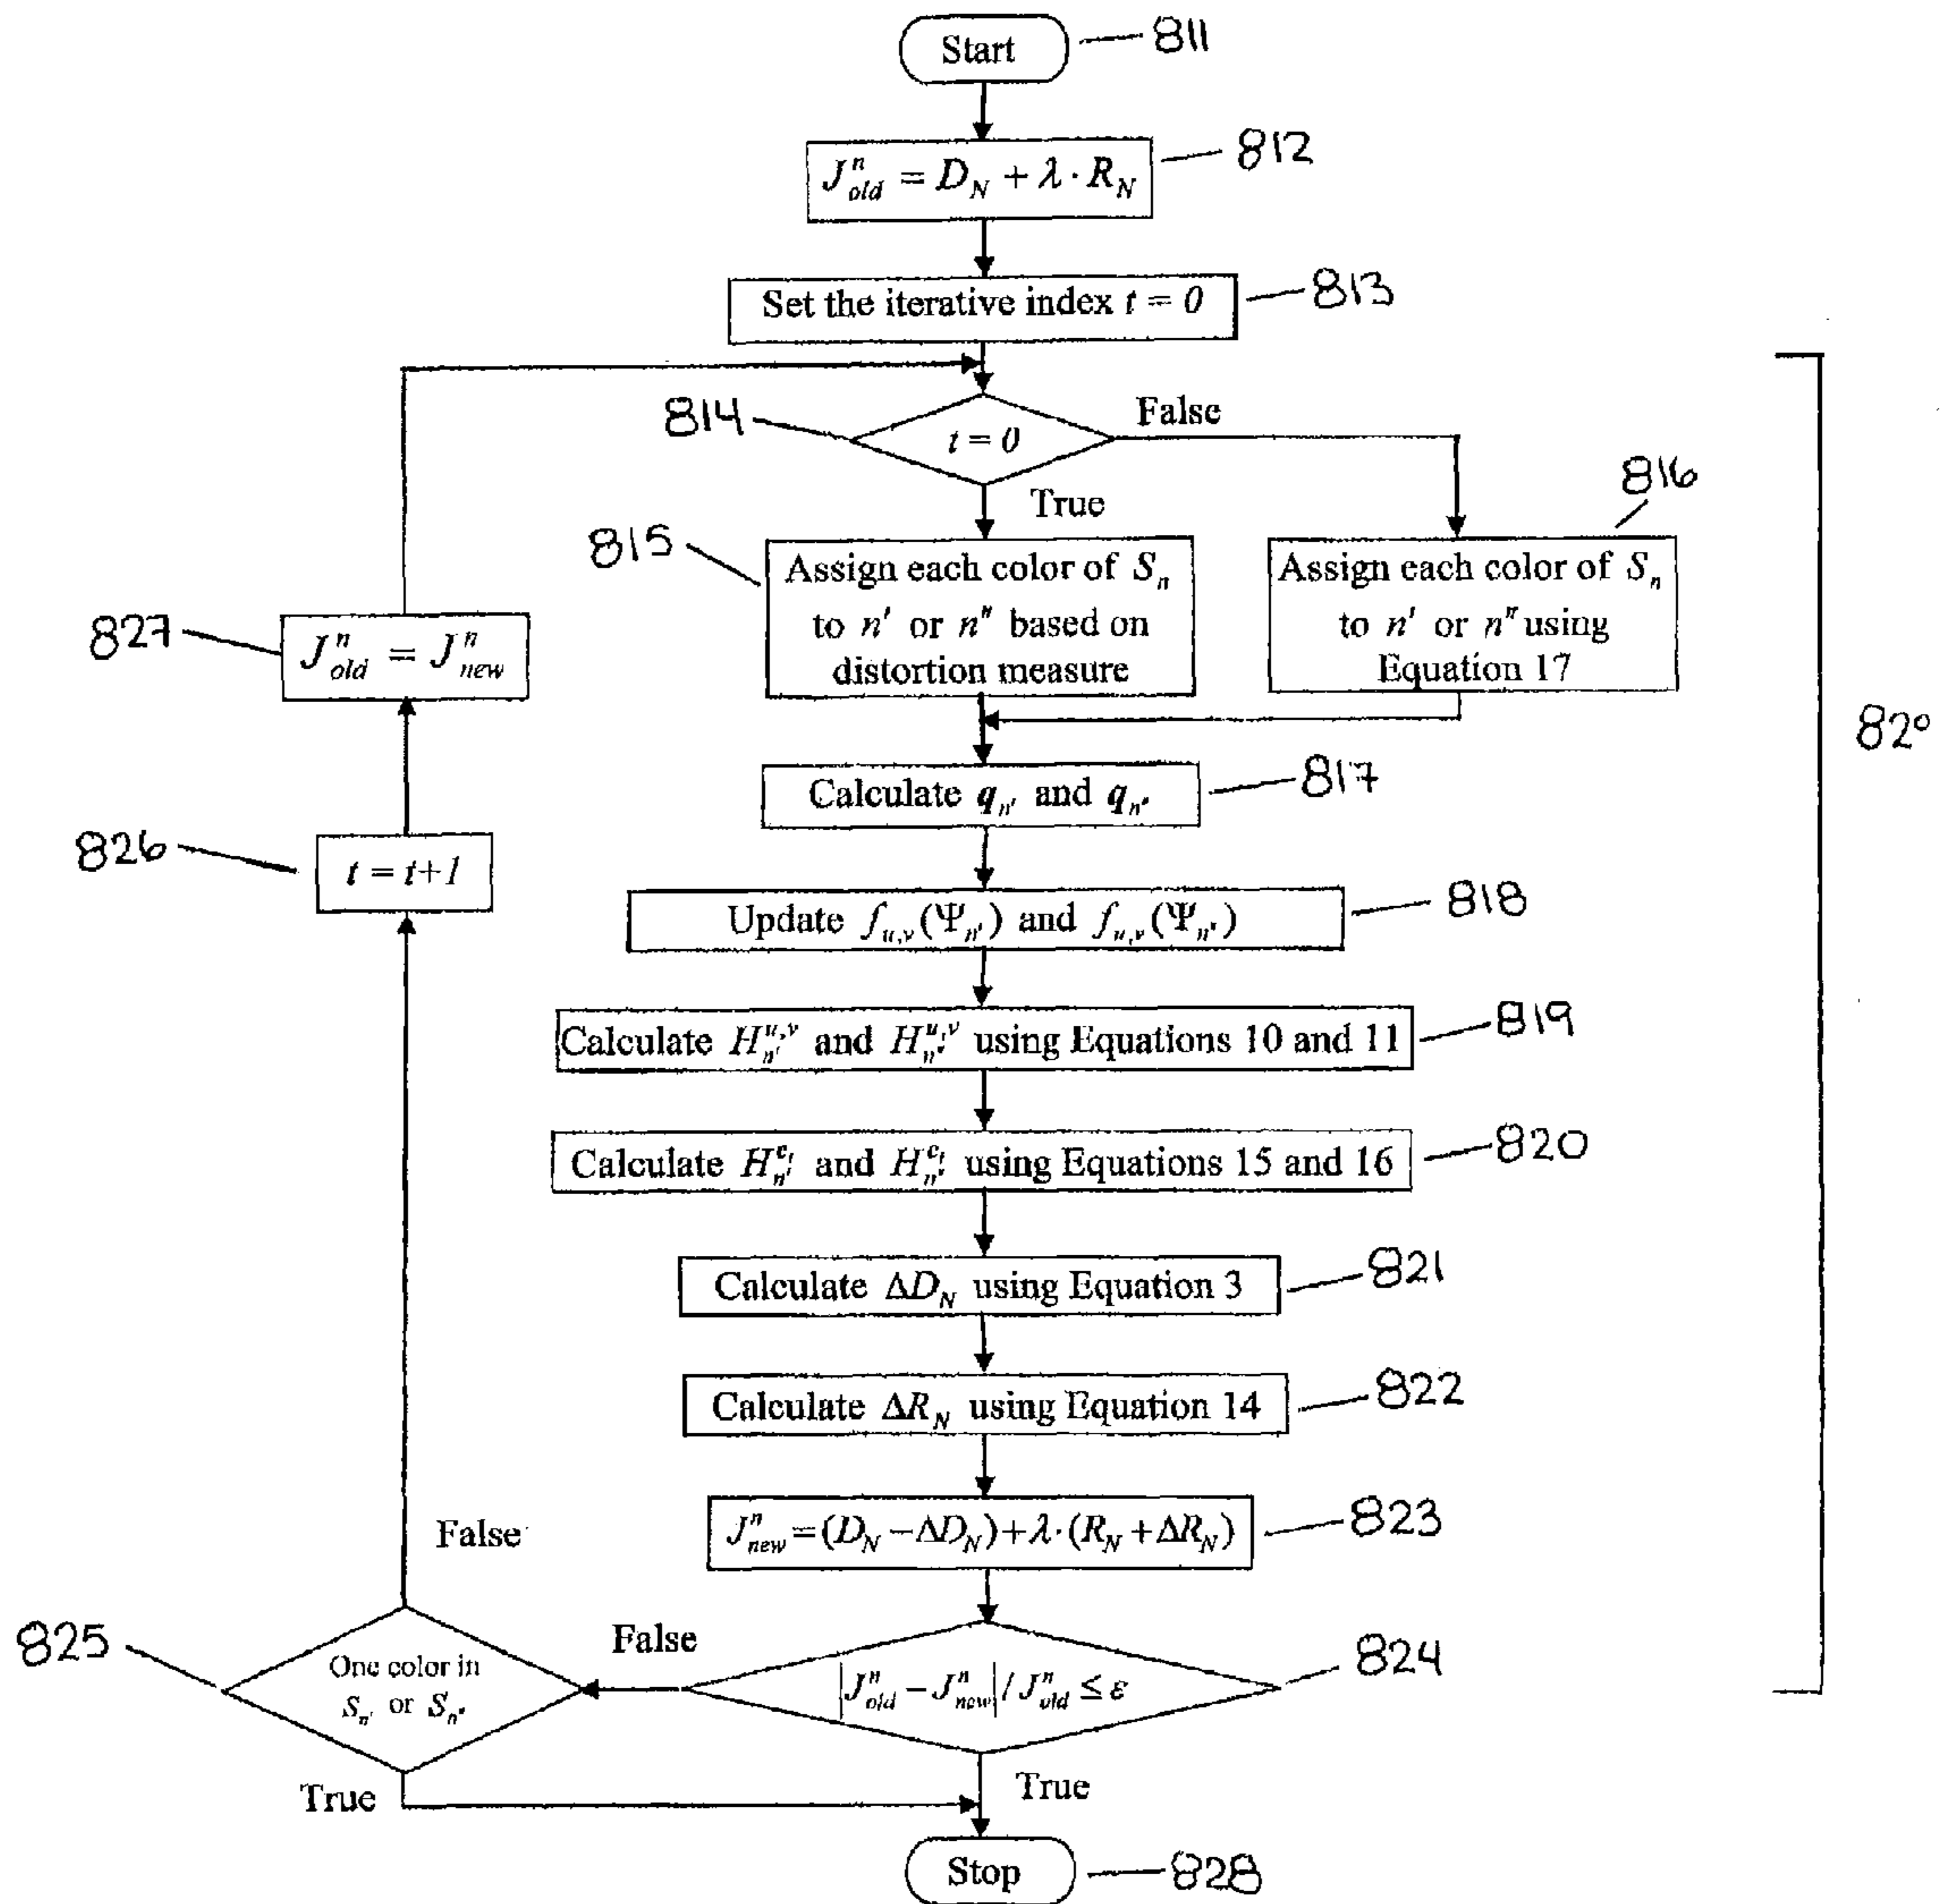 Start
811
J^n_old = D_N + λ · R_N
812
Set the iterative index t = 0
813
814
t = 0
False
True
815
Assign each color of S_n
to n' or n" based on
distortion measure
816
Assign each color of S_n
to n' or n" using
Equation 17
827
J^n_old = J^n_new
820
Calculate q_n' and q_n"
817
826
t = t+1
Update f_u,v(Ψ_n') and f_u,v(Ψ_n")
818
Calculate H^u,v_n' and H^u,v_n" using Equations 10 and 11
819
Calculate H^c_n' and H^c_n" using Equations 15 and 16
820
Calculate ΔD_N using Equation 3
821
Calculate ΔR_N using Equation 14
822
J^n_new = (D_N − ΔD_N) + λ · (R_N + ΔR_N)
823
False
825
One color in
S_n' or S_n"
False
|J^n_old − J^n_new| / J^n_old ≤ ε
824
True
True
Stop
828